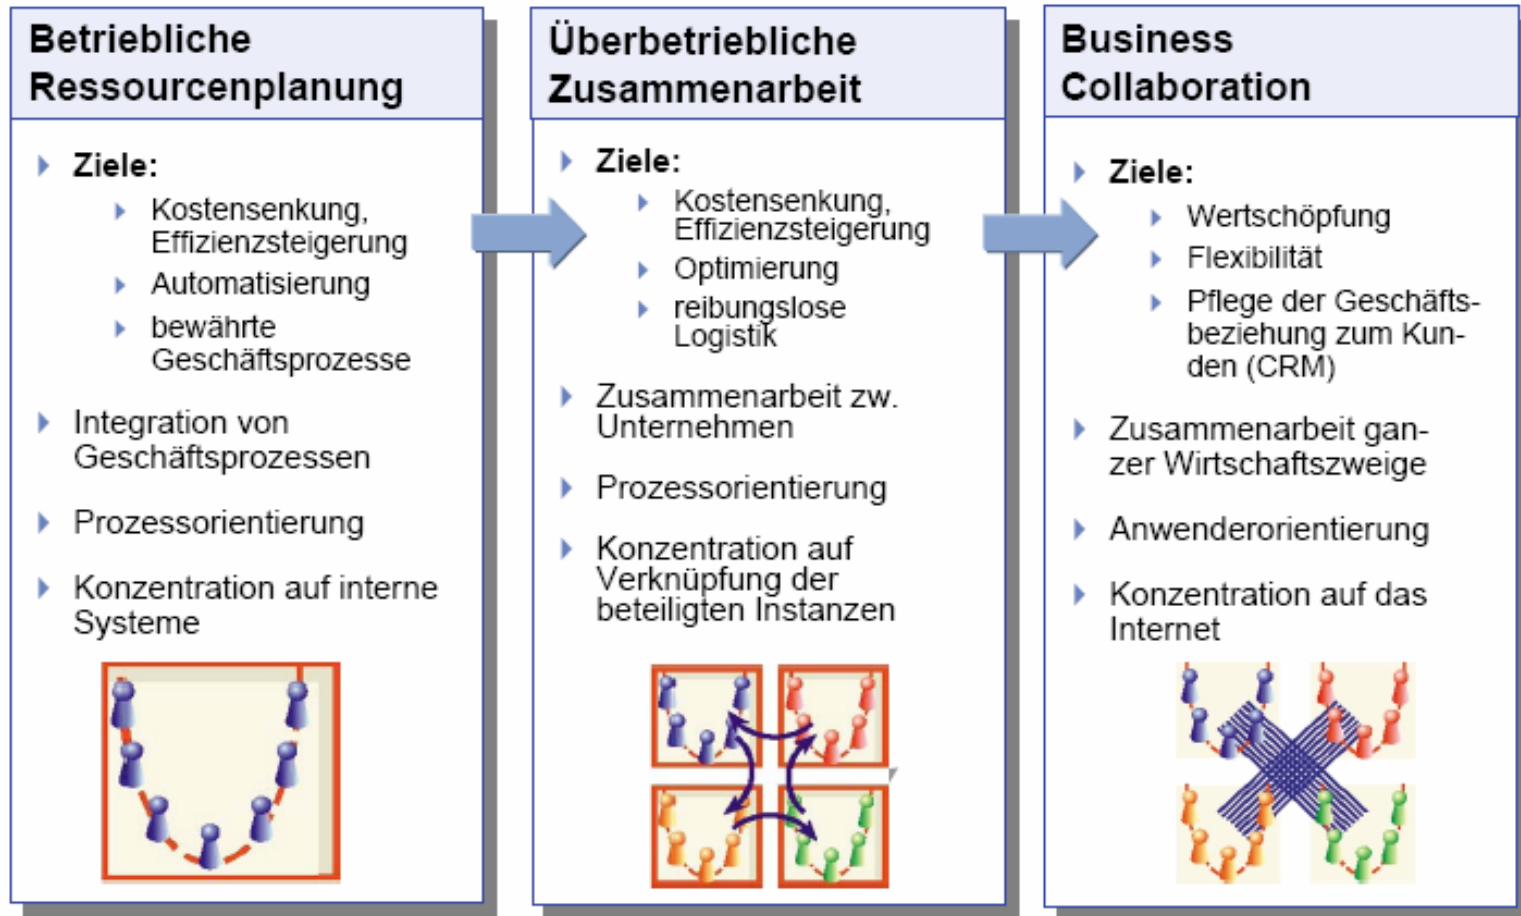 Betriebliche
Ressourcenplanung
Ziele:
Kostensenkung,
Effizienzsteigerung
Automatisierung
bewährte
Geschäftsprozesse
Integration von
Geschäftsprozessen
Prozessorientierung
Konzentration auf interne
Systeme
Überbetriebliche
Zusammenarbeit
Ziele:
Kostensenkung,
Effizienzsteigerung
Optimierung
reibungslose
Logistik
Zusammenarbeit zw.
Unternehmen
Prozessorientierung
Konzentration auf
Verknüpfung der
beteiligten Instanzen
Business
Collaboration
Ziele:
Wertschöpfung
Flexibilität
Pflege der Geschäfts-
beziehung zum Kun-
den (CRM)
Zusammenarbeit gan-
zer Wirtschaftszweige
Anwenderorientierung
Konzentration auf das
Internet